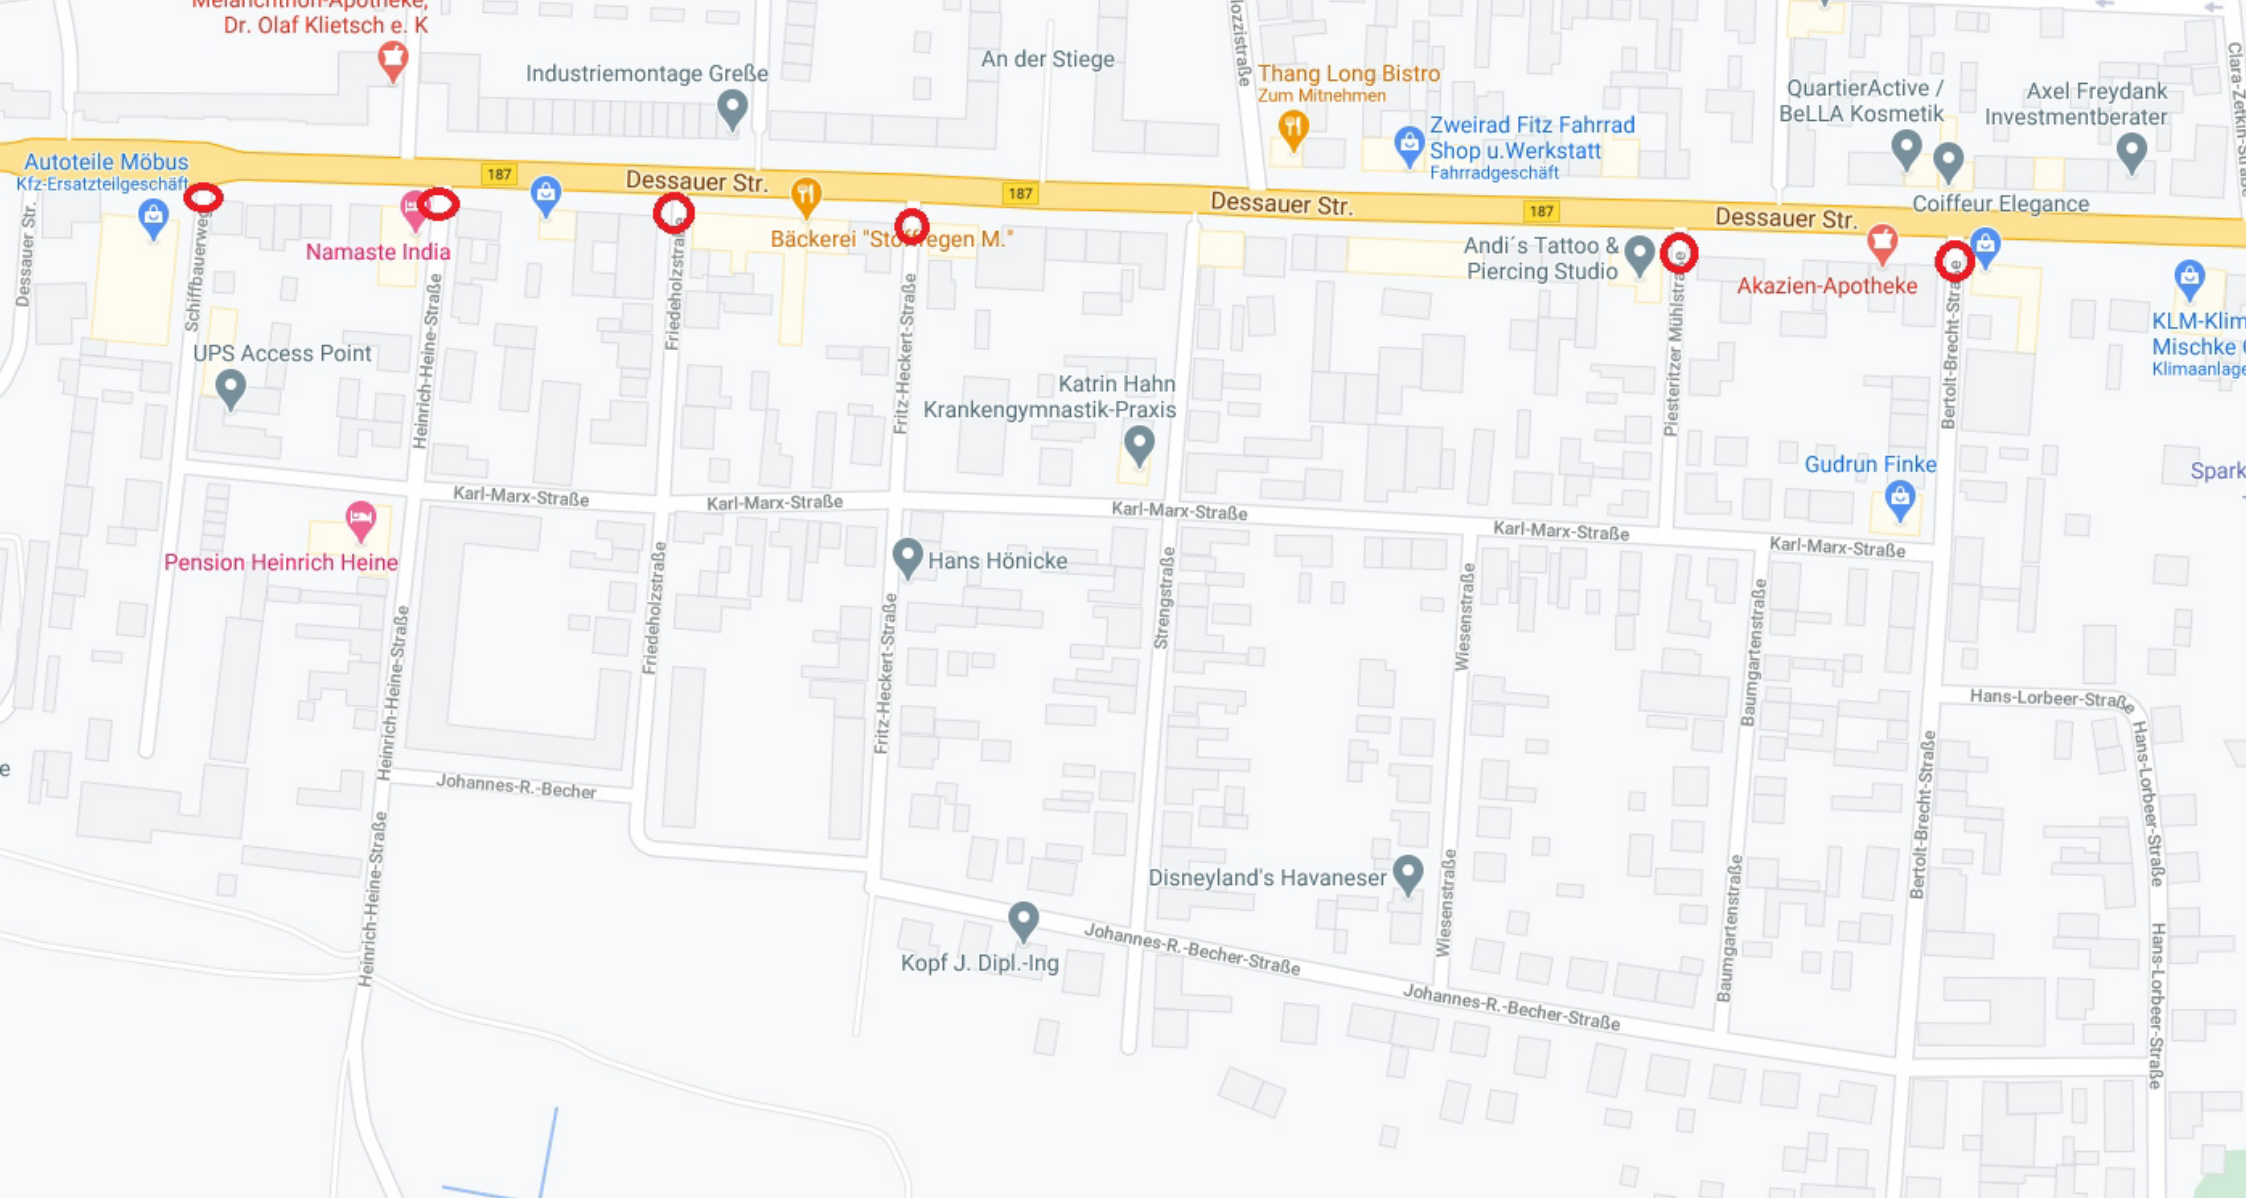 Melanchthon-Apotheke,
Dr. Olaf Klietsch e. K
Industriemontage Greße
An der Stiege
Thang Long Bistro
Zum Mitnehmen
Zweirad Fitz Fahrrad
Shop u.Werkstatt
Fahrradgeschäft
QuartierActive /
BeLLA Kosmetik
Axel Freydank
Investmentberater
Clara-Zetkin-Straße
Autoteile Möbus
Kfz-Ersatzteilgeschäft
187
Dessauer Str.
187
Dessauer Str.
187
Dessauer Str.
Coiffeur Elegance
Dessauer Str.
Schiffbauerweg
Namaste India
Heinrich-Heine-Straße
Friedeholzstraße
Bäckerei "Stoffregen M."
Fritz-Heckert-Straße
Andi´s Tattoo &
Piercing Studio
Piesteritzer Mühlstraße
Akazien-Apotheke
Bertolt-Brecht-Straße
KLM-Klim
Mischke
Klimaanlage
UPS Access Point
Katrin Hahn
Krankengymnastik-Praxis
Gudrun Finke
Spark
Karl-Marx-Straße
Karl-Marx-Straße
Karl-Marx-Straße
Karl-Marx-Straße
Karl-Marx-Straße
Pension Heinrich Heine
Hans Hönicke
Heinrich-Heine-Straße
Friedeholzstraße
Fritz-Heckert-Straße
Strengstraße
Wiesenstraße
Baumgartenstraße
Bertolt-Brecht-Straße
Hans-Lorbeer-Straße
Hans-Lorbeer-Straße
e
Johannes-R.-Becher
Heinrich-Heine-Straße
Disneyland's Havaneser
Wiesenstraße
Baumgartenstraße
Hans-Lorbeer-Straße
Kopf J. Dipl.-Ing
Johannes-R.-Becher-Straße
Johannes-R.-Becher-Straße